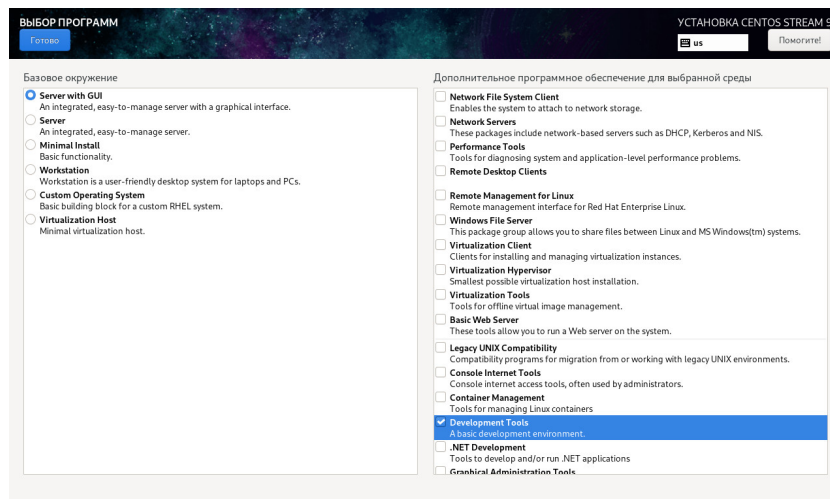 ВЫБОР ПРОГРАММ
Готово
УСТАНОВКА CENTOS STREAM 9
us
Помогите!
Базовое окружение
Server with GUI
An integrated, easy-to-manage server with a graphical interface.
Server
An integrated, easy-to-manage server.
Minimal Install
Basic functionality.
Workstation
Workstation is a user-friendly desktop system for laptops and PCs.
Custom Operating System
Basic building block for a custom RHEL system.
Virtualization Host
Minimal virtualization host.
Дополнительное программное обеспечение для выбранной среды
Network File System Client
Enables the system to attach to network storage.
Network Servers
These packages include network-based servers such as DHCP, Kerberos and NIS.
Performance Tools
Tools for diagnosing system and application-level performance problems.
Remote Desktop Clients
Remote Management for Linux
Remote management interface for Red Hat Enterprise Linux.
Windows File Server
This package group allows you to share files between Linux and MS Windows(tm) systems.
Virtualization Client
Clients for installing and managing virtualization instances.
Virtualization Hypervisor
Smallest possible virtualization host installation.
Virtualization Tools
Tools for offline virtual image management.
Basic Web Server
These tools allow you to run a Web server on the system.
Legacy UNIX Compatibility
Compatibility programs for migration from or working with legacy UNIX environments.
Console Internet Tools
Console internet access tools, often used by administrators.
Container Management
Tools for managing Linux containers
Development Tools
A basic development environment.
.NET Development
Tools to develop and/or run .NET applications
Graphical Administration Tools